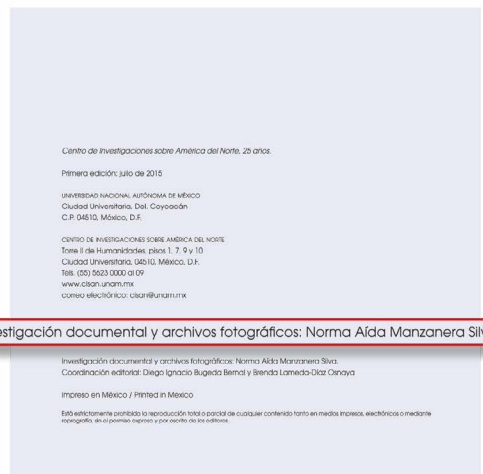 Centro de Investigaciones sobre América del Norte, 25 años.
Primera edición: julio de 2015
UNIVERSIDAD NACIONAL AUTÓNOMA DE MÉXICO
Ciudad Universitaria, Del. Coyoacán
C.P. 04510, México, D.F.
CENTRO DE INVESTIGACIONES SOBRE AMÉRICA DEL NORTE
Torre II de Humanidades, pisos 1, 7, 9 y 10
Ciudad Universitaria, 04510, México, D.F.
Tels. (55) 5623 0000 al 09
www.cisan.unam.mx
correo electrónico: cisan@unam.mx
estigación documental y archivos fotográficos: Norma Aída Manzanera Silv
Investigación documental y archivos fotográficos: Norma Aída Manzanera Silva.
Coordinación editorial: Diego Ignacio Bugeda Bernal y Brenda Lameda-Díaz Osnaya
Impreso en México / Printed in Mexico
Está estrictamente prohibida la reproducción total o parcial de cualquier contenido tanto en medios impresos, electrónicos o mediante
reprografía, sin el permiso expreso y por escrito de los editores.